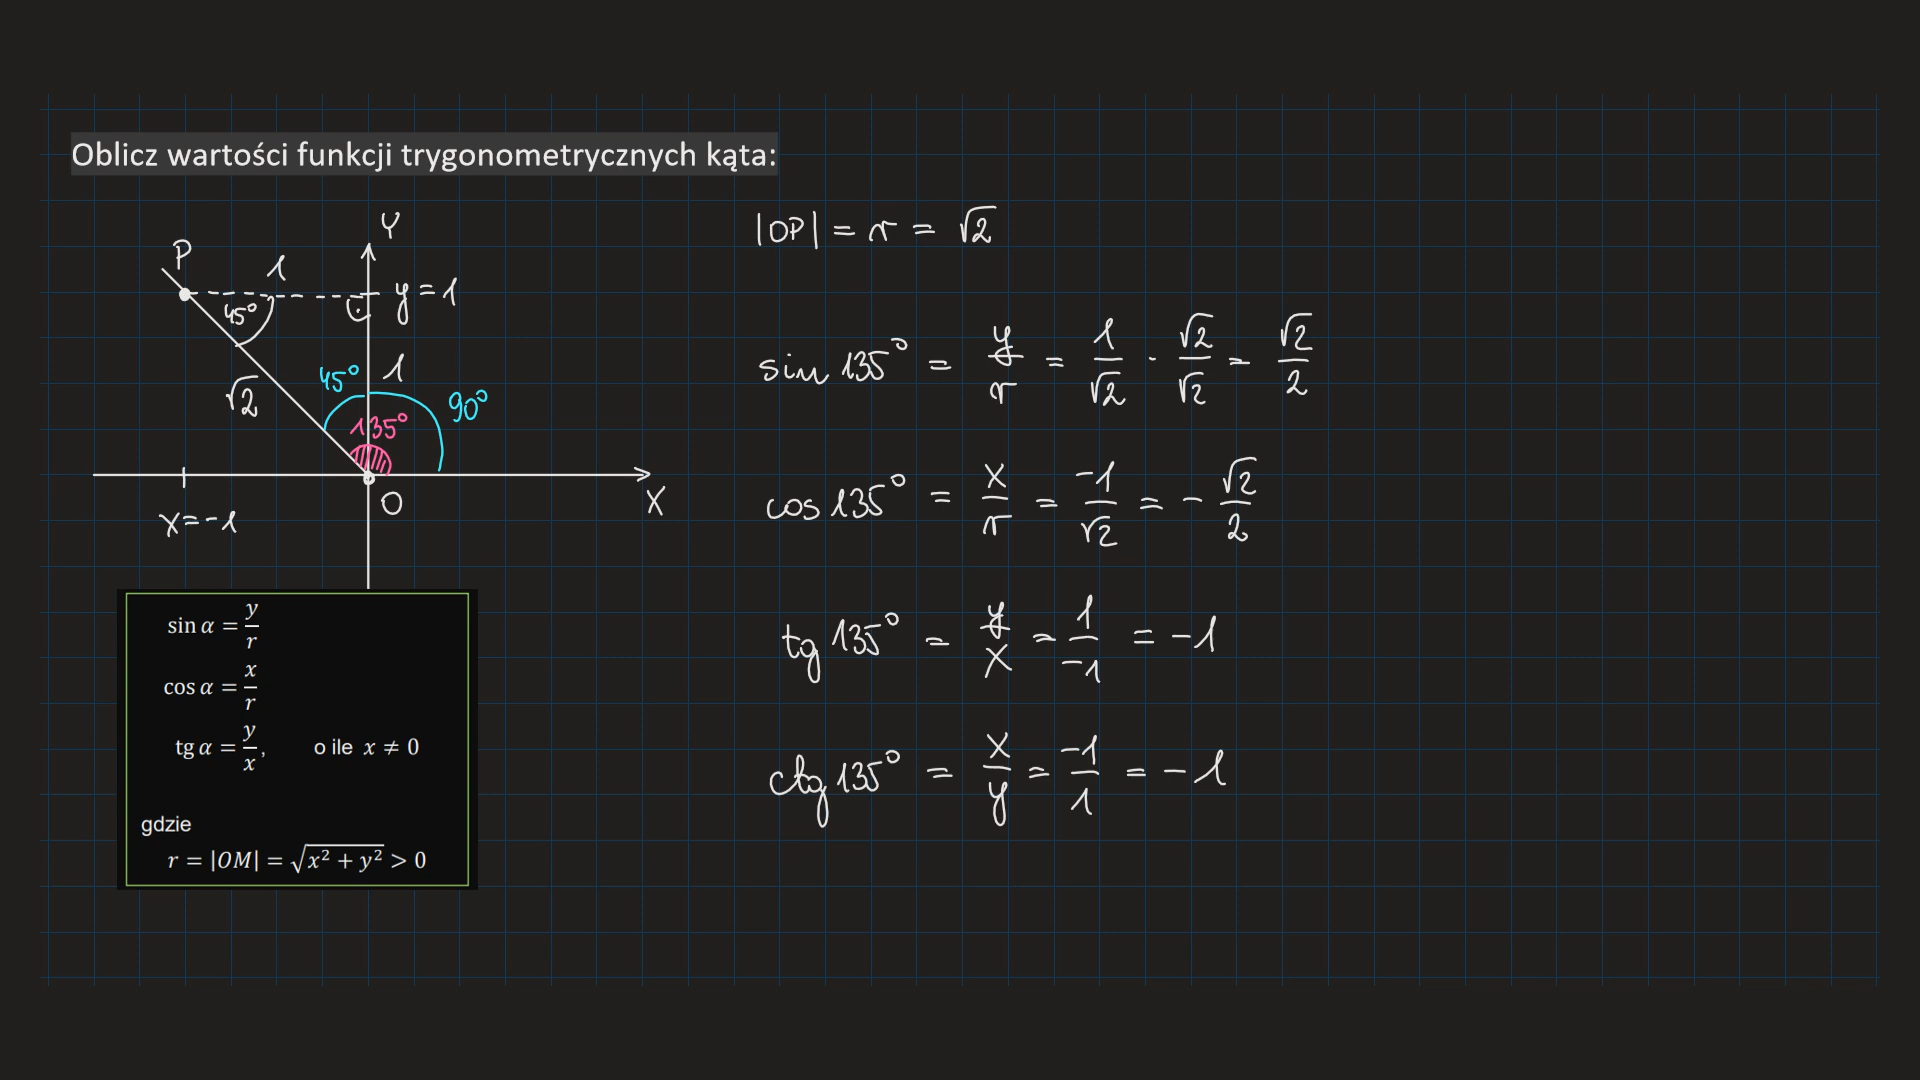 Oblicz wartości funkcji trygonometrycznych kąta:
Y
P
1
y = 1
45°
1
45°
90°
√2
135°
O
X
x = -1
sin α = y/r
cos α = x/r
tg α = y/x, o ile x ≠ 0
gdzie
r = |OM| = √(x² + y²) > 0
|OP| = r = √2
sin 135° = y/r = 1/√2 · √2/√2 = √2/2
cos 135° = x/r = -1/√2 = - √2/2
tg 135° = y/x = 1/-1 = -1
ctg 135° = x/y = -1/1 = -1